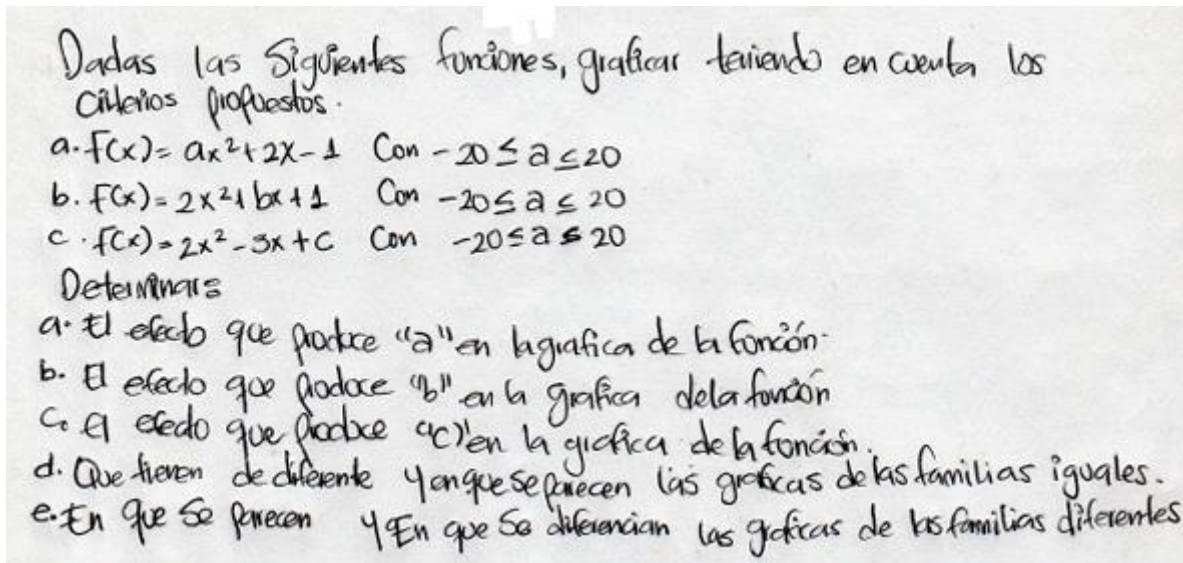 Dadas las Siguientes funciones, graficar teniendo en cuenta los
criterios propuestos.
a. f(x)= ax²+2x-1 Con -20≤a≤20
b. f(x)=2x²+bx+1 Con -20≤a≤20
c. f(x)=2x²-3x+c Con -20≤a≤20
Determinar:
a. El efecto que produce "a" en la grafica de la función.
b. El efecto que produce "b" en la grafica de la función
c. el efecto que produce "c" en la grafica de la función.
d. Que tienen de diferente y en que se parecen las graficas de las familias iguales.
e. En que se parecen y En que se diferencian las graficas de las familias diferentes